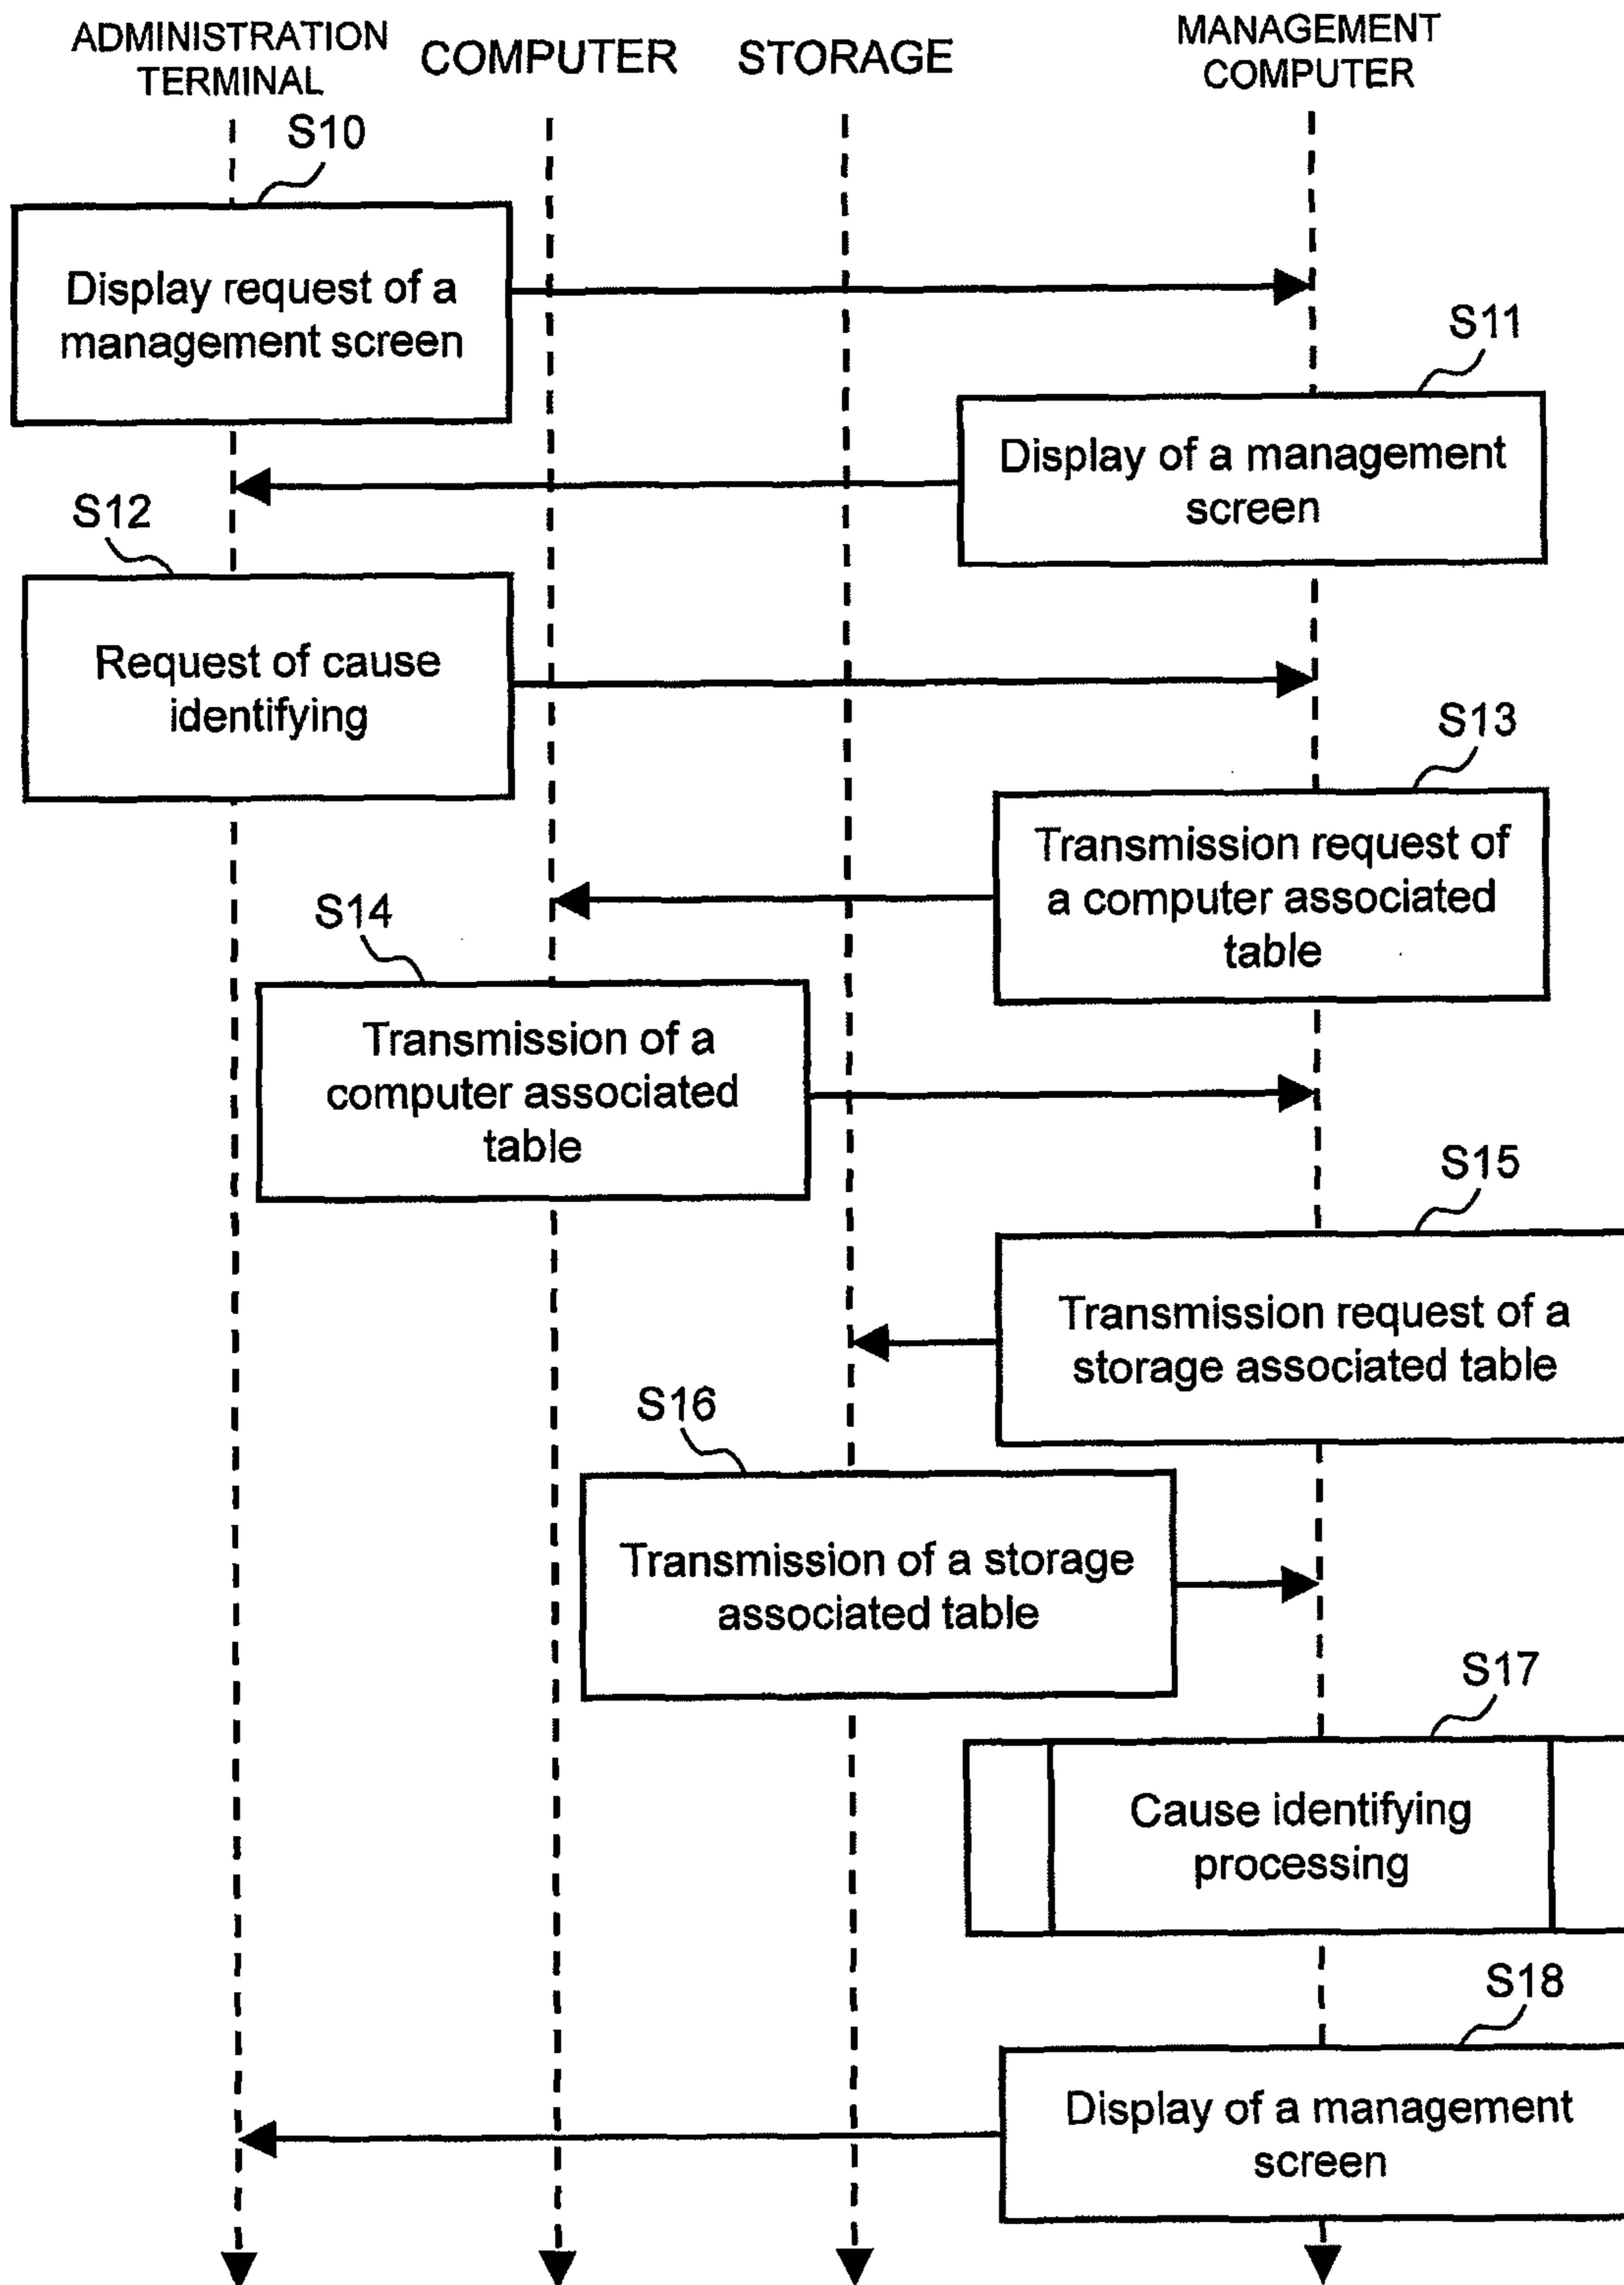 ADMINISTRATION
TERMINAL
COMPUTER
STORAGE
MANAGEMENT
COMPUTER
S10
Display request of a
management screen
S11
Display of a management
screen
S12
Request of cause
identifying
S13
Transmission request of
a computer associated
table
S14
Transmission of a
computer associated
table
S15
Transmission request of a
storage associated table
S16
Transmission of a storage
associated table
S17
Cause identifying
processing
S18
Display of a management
screen